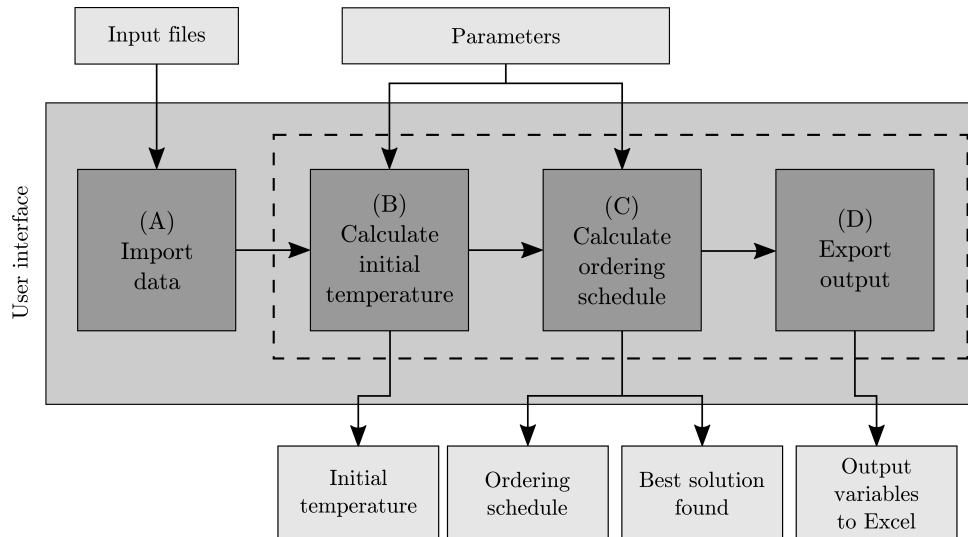 Input files
Parameters
User interface
(A)
Import
data
(B)
Calculate
initial
temperature
(C)
Calculate
ordering
schedule
(D)
Export
output
Initial
temperature
Ordering
schedule
Best solution
found
Output
variables
to Excel